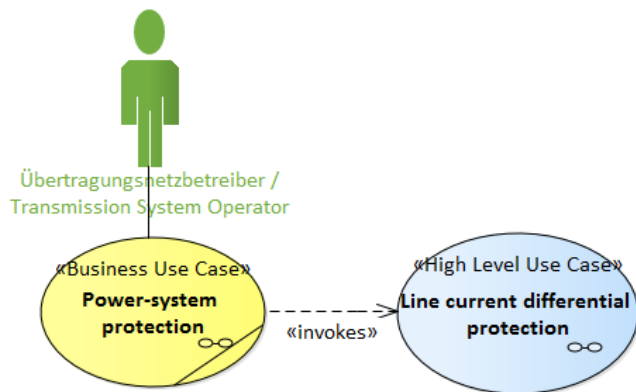 Übertragungsnetzbetreiber /
Transmission System Operator
«Business Use Case»
Power-system
protection
«invokes»
«High Level Use Case»
Line current differential
protection